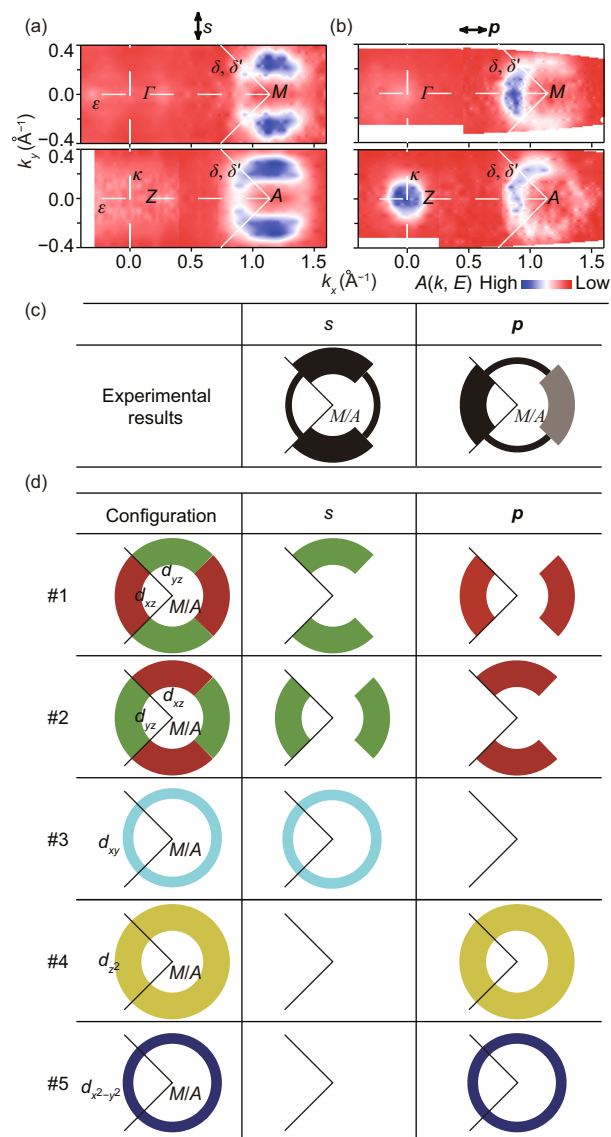 (a) s (b) p
0.4 δ, δ' δ, δ'
0.0 ε Γ M Γ M
−0.4
k_y (Å⁻¹)
0.4 κ δ, δ' κ δ, δ'
0.0 ε Z A Z A
−0.4
0.0 0.5 1.0 1.5 0.0 0.5 1.0 1.5
k_x (Å⁻¹) A(k, E) High Low
(c)
s p
Experimental
results
M/A M/A
(d)
Configuration s p
#1 d_yz
d_xz M/A
#2 d_xz
d_yz M/A
#3 d_xy M/A
#4 d_z² M/A
#5 d_x²−y² M/A